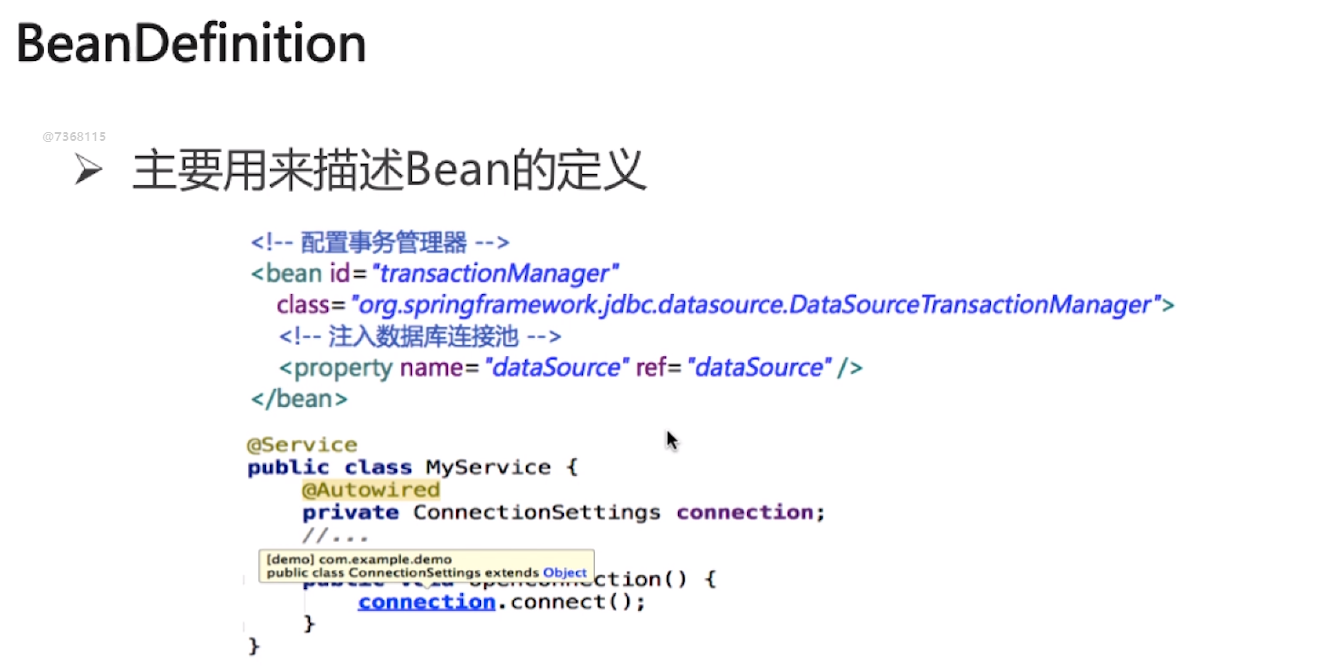 BeanDefinition
@7368115
➢ 主要用来描述Bean的定义
<!-- 配置事务管理器 -->
<bean id="transactionManager"
class="org.springframework.jdbc.datasource.DataSourceTransactionManager">
<!-- 注入数据库连接池 -->
<property name="dataSource" ref="dataSource" />
</bean>
@Service
public class MyService {
@Autowired
private ConnectionSettings connection;
//...
[demo] com.example.demo
public class ConnectionSettings extends Object
public void openConnection() {
connection.connect();
}
}